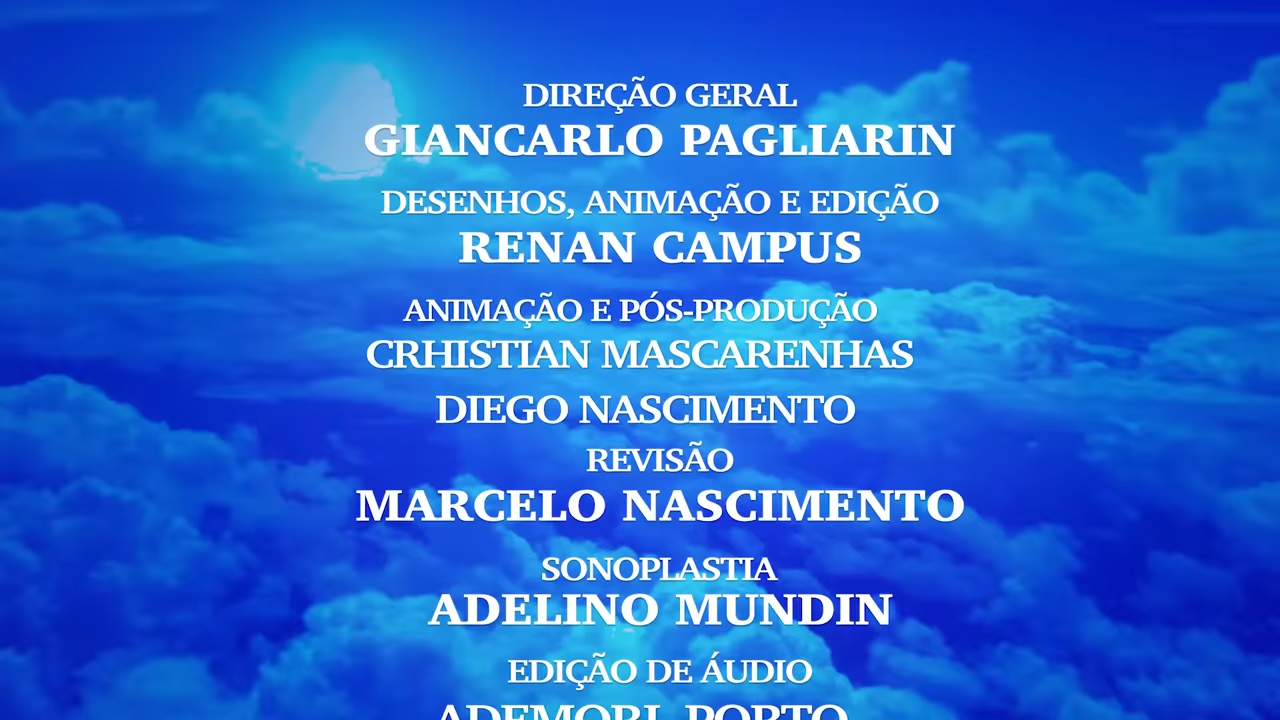 DIREÇÃO GERAL
GIANCARLO PAGLIARIN
DESENHOS, ANIMAÇÃO E EDIÇÃO
RENAN CAMPUS
ANIMAÇÃO E PÓS-PRODUÇÃO
CRHISTIAN MASCARENHAS
DIEGO NASCIMENTO
REVISÃO
MARCELO NASCIMENTO
SONOPLASTIA
ADELINO MUNDIN
EDIÇÃO DE ÁUDIO
PORTO